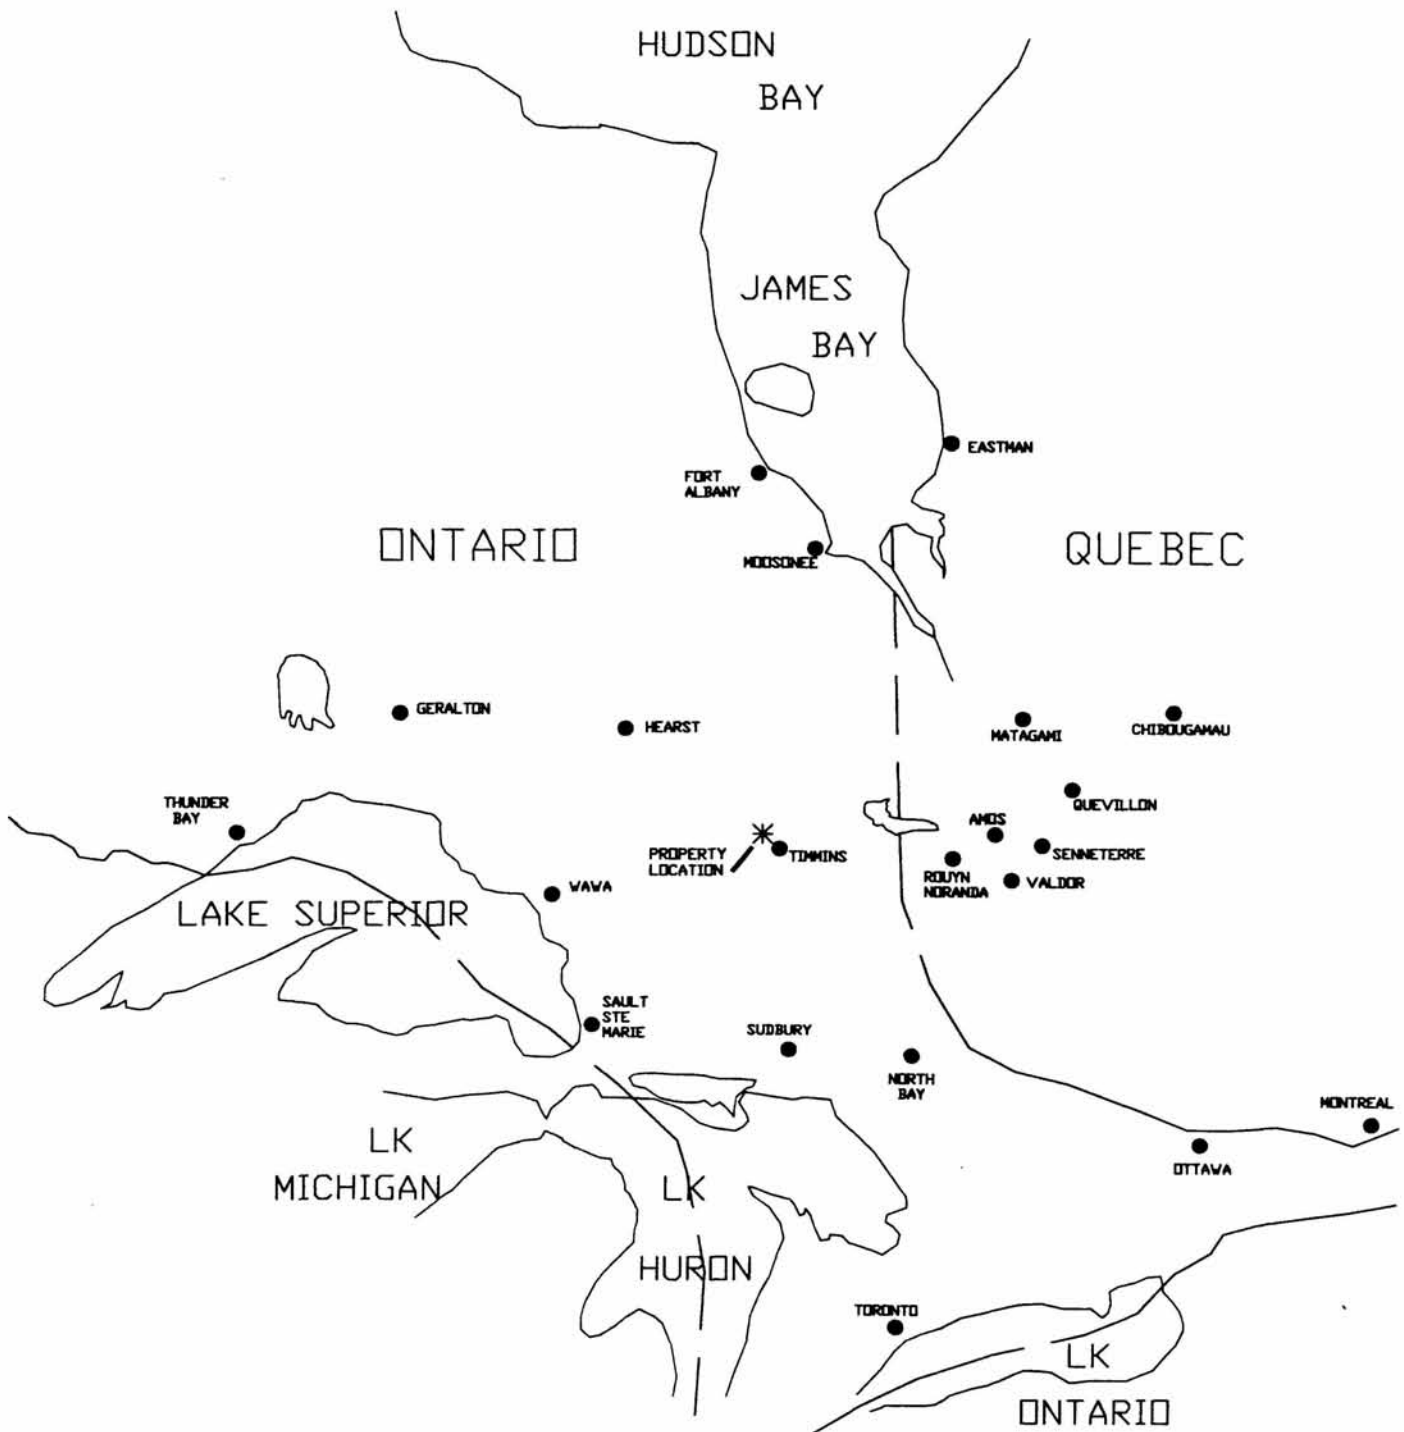 HUDSON
BAY
JAMES
BAY
EASTMAN
FORT
ALBANY
ONTARIO
QUEBEC
MOOSONEE
GERALTON
HEARST
MATAGAMI
CHIBOUGAMAU
THUNDER
BAY
QUEVILLON
AMOS
PROPERTY
LOCATION
TIMMINS
SENNETERRE
ROUYN
NORANDA
VALDOR
WAWA
LAKE SUPERIOR
SAULT
STE
MARIE
SUDBURY
NORTH
BAY
MONTREAL
LK
MICHIGAN
OTTAWA
LK
HURON
TORONTO
LK
ONTARIO